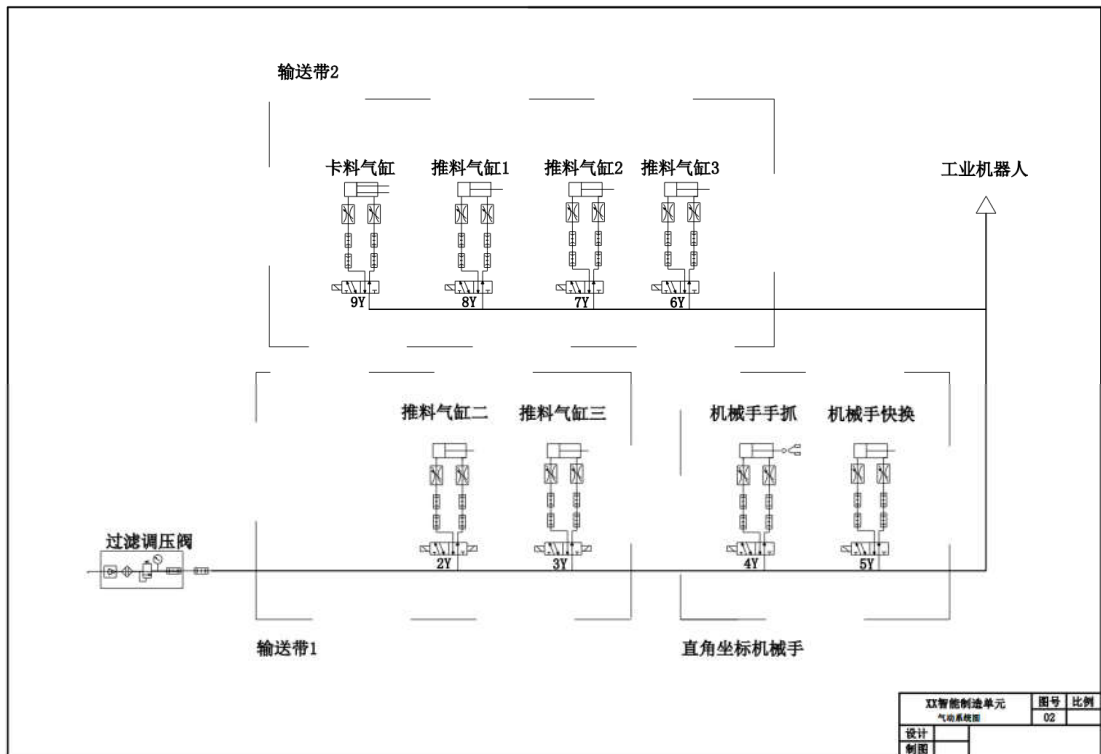 输送带2
卡料气缸 推料气缸1 推料气缸2 推料气缸3 工业机器人
9Y 8Y 7Y 6Y
推料气缸二 推料气缸三 机械手手抓 机械手快换
过滤调压阀
2Y 3Y 4Y 5Y
输送带1 直角坐标机械手
XX智能制造单元 图号 比例
气动系统图 02
设计
制图